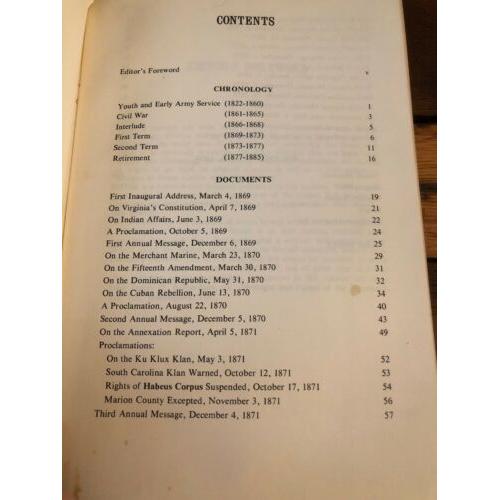 CONTENTS
Editor's Foreword v
CHRONOLOGY
Youth and Early Army Service (1822-1860) 1
Civil War (1861-1865) 3
Interlude (1866-1868) 5
First Term (1869-1873) 6
Second Term (1873-1877) 11
Retirement (1877-1885) 16
DOCUMENTS
First Inaugural Address, March 4, 1869 19
On Virginia's Constitution, April 7, 1869 21
On Indian Affairs, June 3, 1869 22
A Proclamation, October 5, 1869 24
First Annual Message, December 6, 1869 25
On the Merchant Marine, March 23, 1870 29
On the Fifteenth Amendment, March 30, 1870 31
On the Dominican Republic, May 31, 1870 32
On the Cuban Rebellion, June 13, 1870 34
A Proclamation, August 22, 1870 40
Second Annual Message, December 5, 1870 43
On the Annexation Report, April 5, 1871 49
Proclamations:
On the Ku Klux Klan, May 3, 1871 52
South Carolina Klan Warned, October 12, 1871 53
Rights of Habeus Corpus Suspended, October 17, 1871 54
Marion County Excepted, November 3, 1871 56
Third Annual Message, December 4, 1871 57